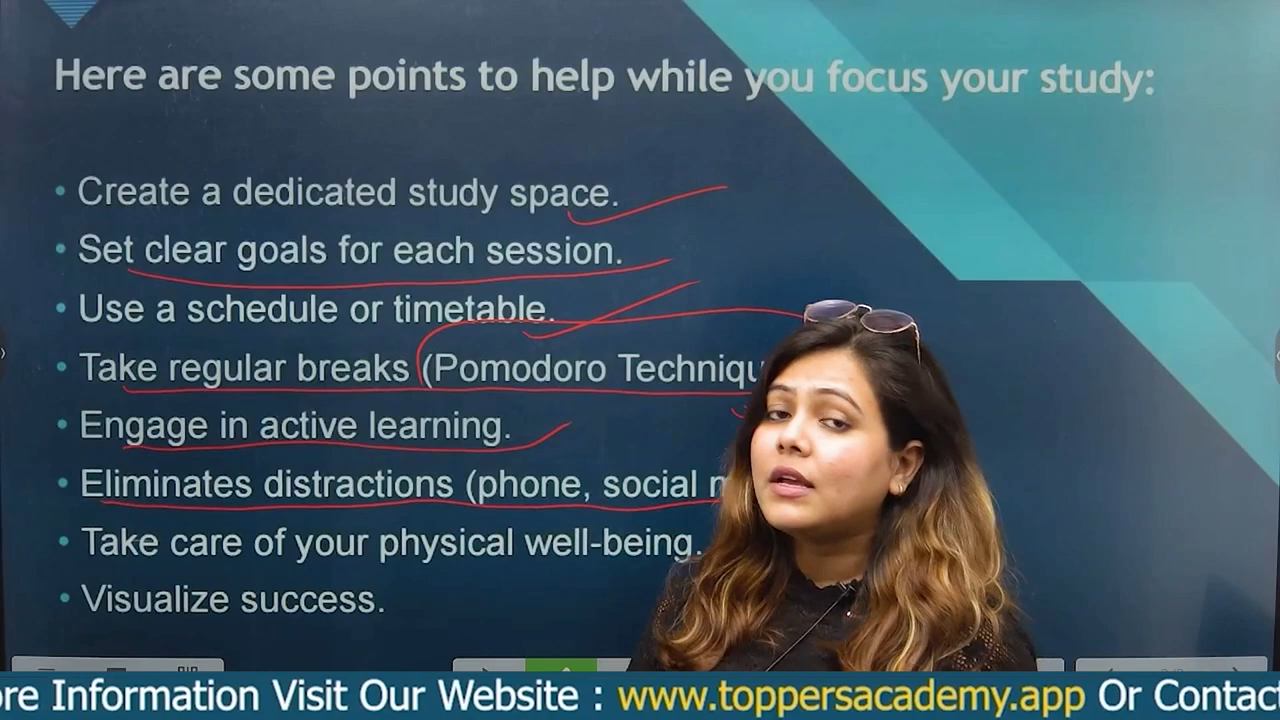 Here are some points to help while you focus your study:
• Create a dedicated study space.
• Set clear goals for each session.
• Use a schedule or timetable.
• Take regular breaks (Pomodoro
• Engage in active learning.
• Eliminates distractions (phone, social
• Take care of your physical well-being.
• Visualize success.
Information Visit Our Website : www.toppersacademy.app Or Contact